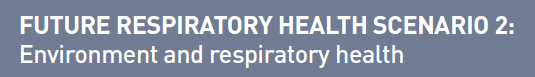 FUTURE RESPIRATORY HEALTH SCENARIO 2:
Environment and respiratory health